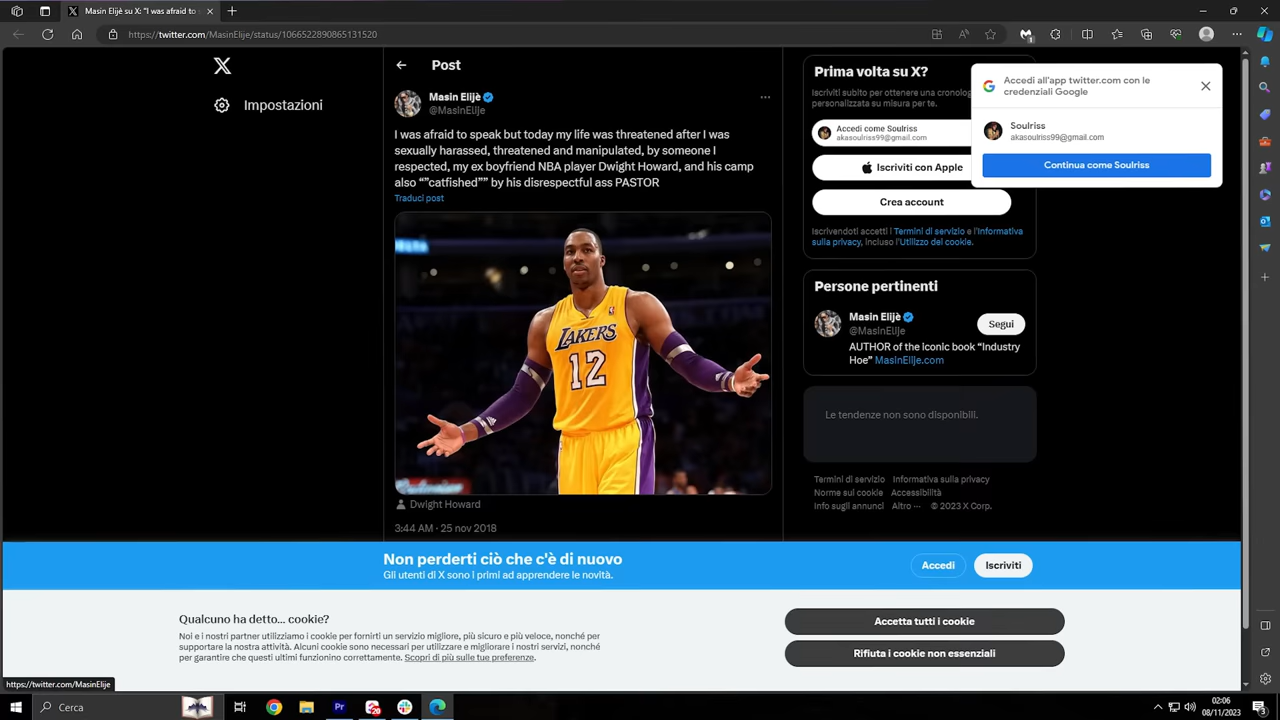 Masin Elijè su X: "I was afraid to s
https://twitter.com/MasinElije/status/1066522890865131520
Impostazioni
Post
Masin Elijè
@MasinElije
I was afraid to speak but today my life was threatened after I was
sexually harassed, threatened and manipulated, by someone I
respected, my ex boyfriend NBA player Dwight Howard, and his camp
also “”catfished”” by his disrespectful ass PASTOR
Traduci post
LAKERS
12
Budweiser
Dwight Howard
3:44 AM · 25 nov 2018
Prima volta su X?
Iscriviti subito per ottenere una cronolog
personalizzata su misura per te.
Accedi come Soulriss
akasoulriss99@gmail.com
Iscriviti con Apple
Crea account
Iscrivendoti accetti i Termini di servizio e l'Informativa
sulla privacy, incluso l'Utilizzo dei cookie.
Accedi all'app twitter.com con le
credenziali Google
Soulriss
akasoulriss99@gmail.com
Continua come Soulriss
Persone pertinenti
Masin Elijè
@MasinElije
Segui
AUTHOR of the iconic book “Industry
Hoe” MasinElije.com
Le tendenze non sono disponibili.
Termini di servizio Informativa sulla privacy
Norme sui cookie Accessibilità
Info sugli annunci Altro ··· © 2023 X Corp.
Non perderti ciò che c'è di nuovo
Gli utenti di X sono i primi ad apprendere le novità.
Accedi
Iscriviti
Qualcuno ha detto... cookie?
Noi e i nostri partner utilizziamo i cookie per fornirti un servizio migliore, più sicuro e più veloce, nonché per
supportare la nostra attività. Alcuni cookie sono necessari per utilizzare e migliorare i nostri servizi, nonché
per garantire che questi ultimi funzionino correttamente. Scopri di più sulle tue preferenze.
Accetta tutti i cookie
Rifiuta i cookie non essenziali
https://twitter.com/MasinElije
Cerca
Pr
02:06
08/11/2023